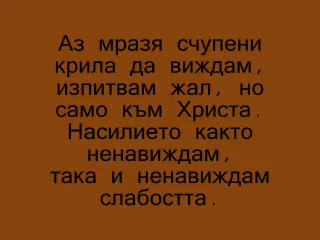 Аз мразя счупени
крила да виждам,
изпитвам жал, но
само към Христа.
Насилието както
ненавиждам,
така и ненавиждам
слабостта.